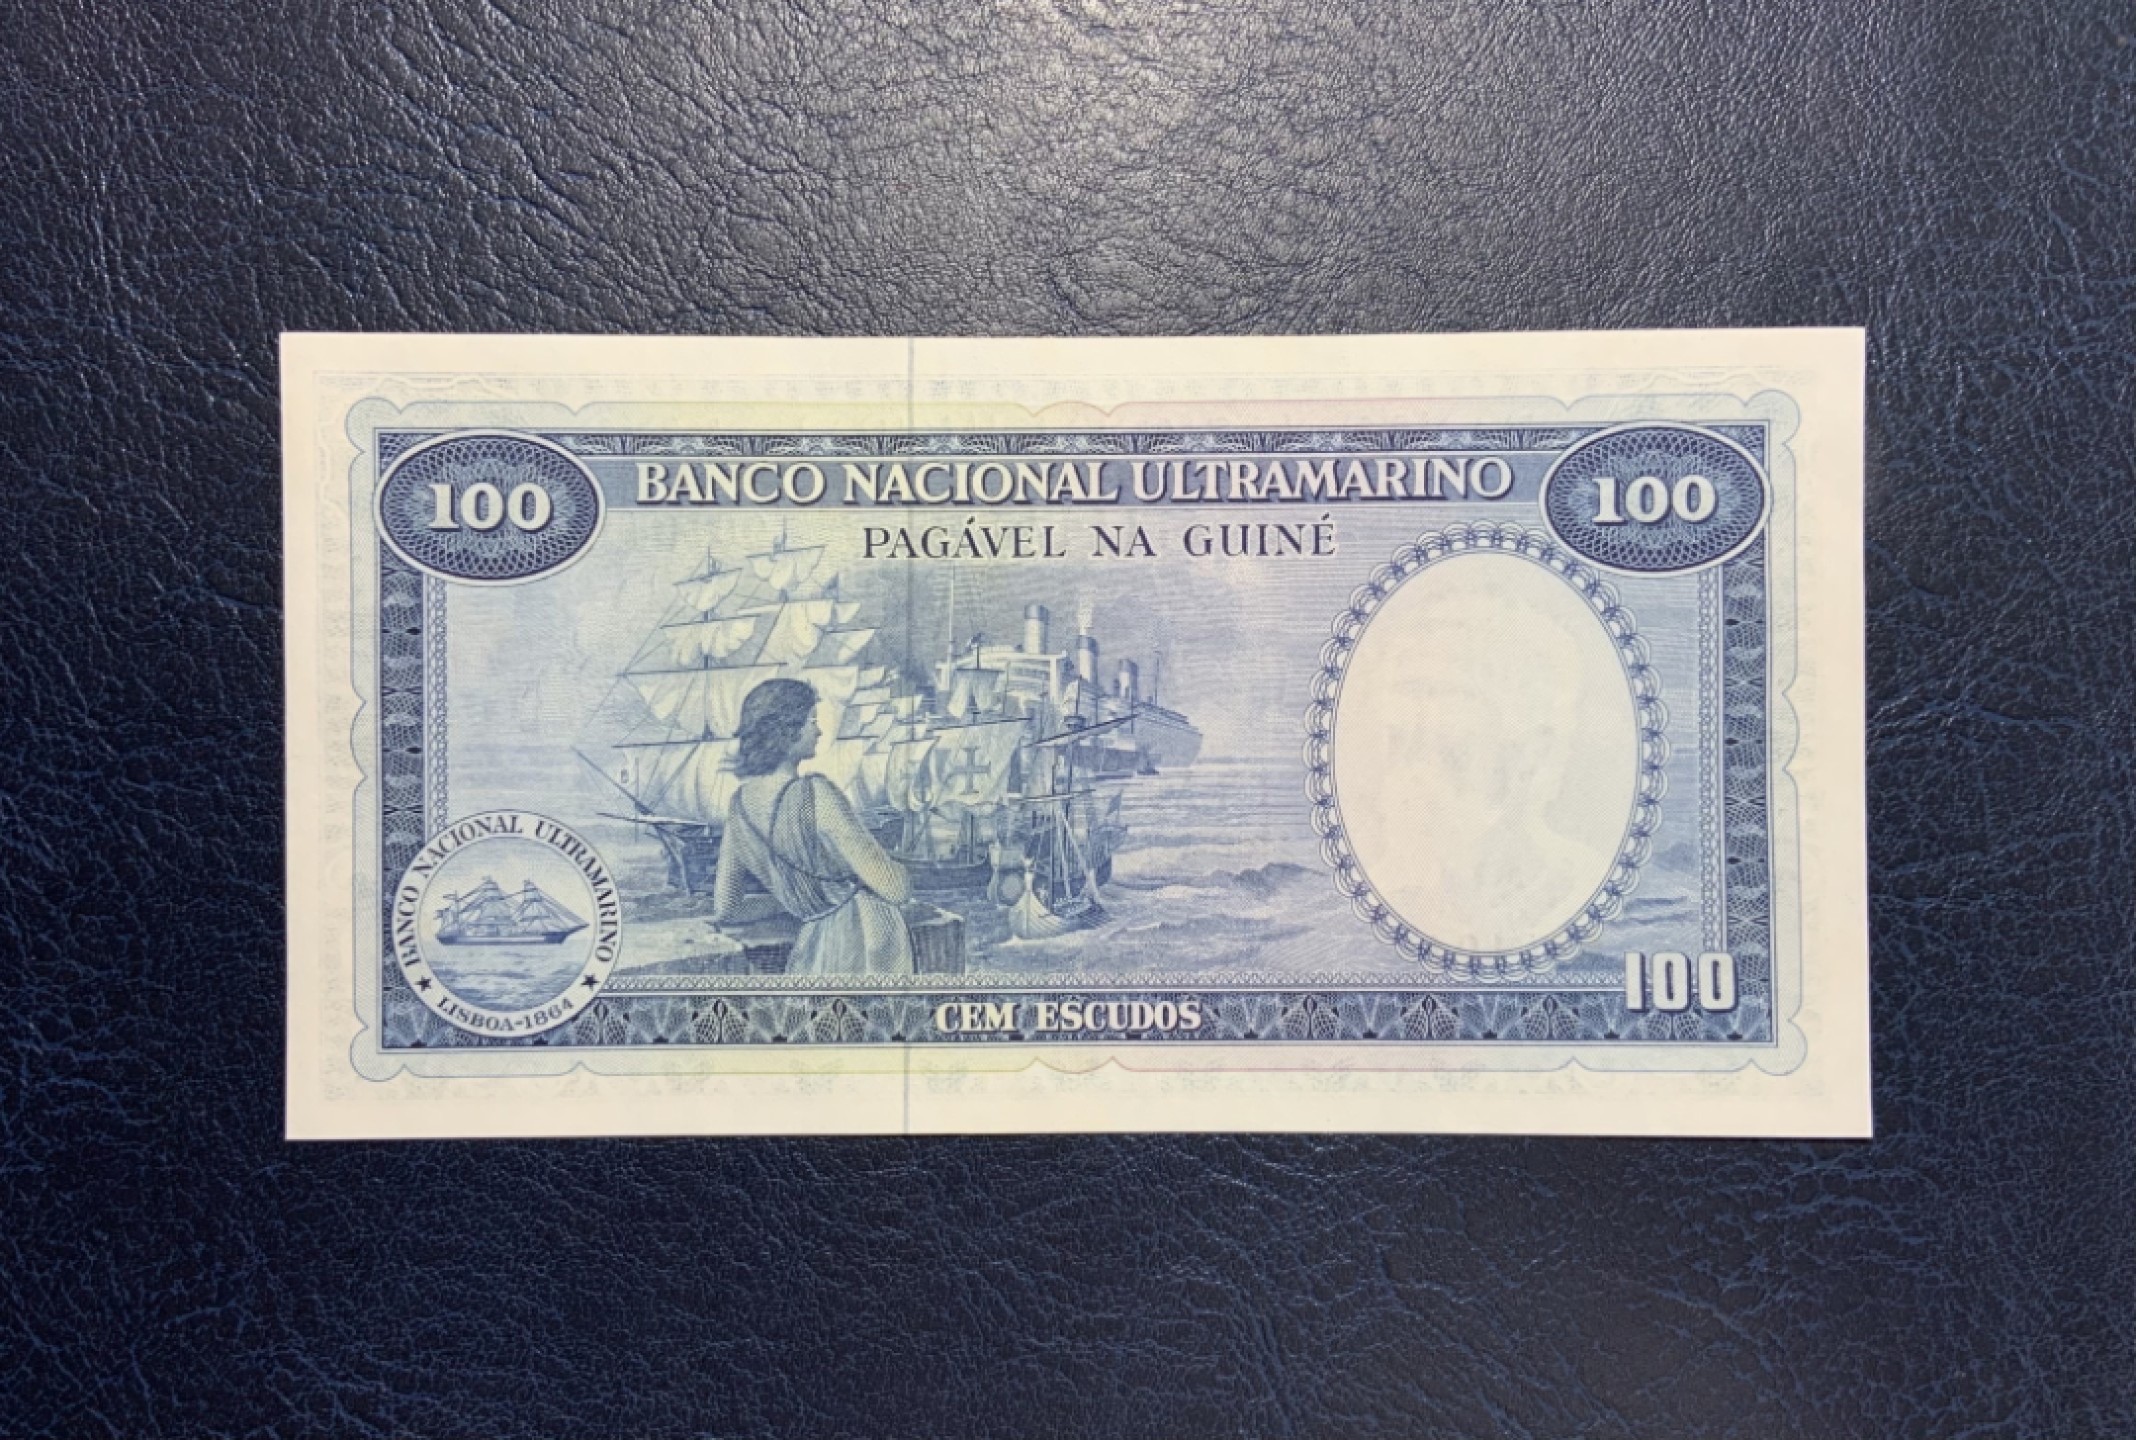 100 BANCO NACIONAL ULTRAMARINO 100
PAGÁVEL NA GUINÉ
BANCO NACIONAL ULTRAMARINO
★ LISBOA-1864 ★
CEM ESCUDOS
100